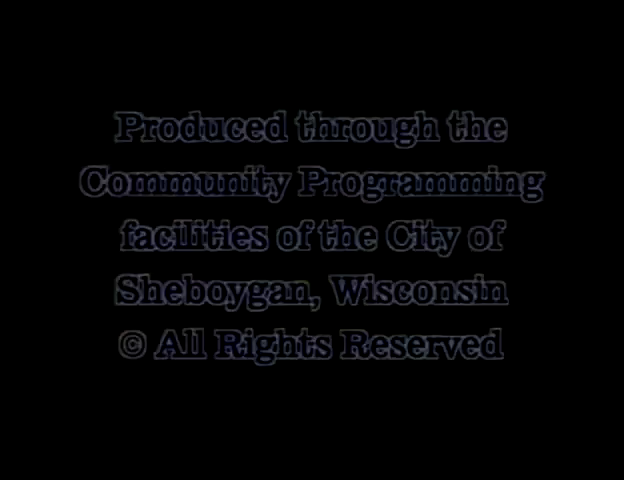 Produced through the
Community Programming
facilities of the City of
Sheboygan, Wisconsin
© All Rights Reserved